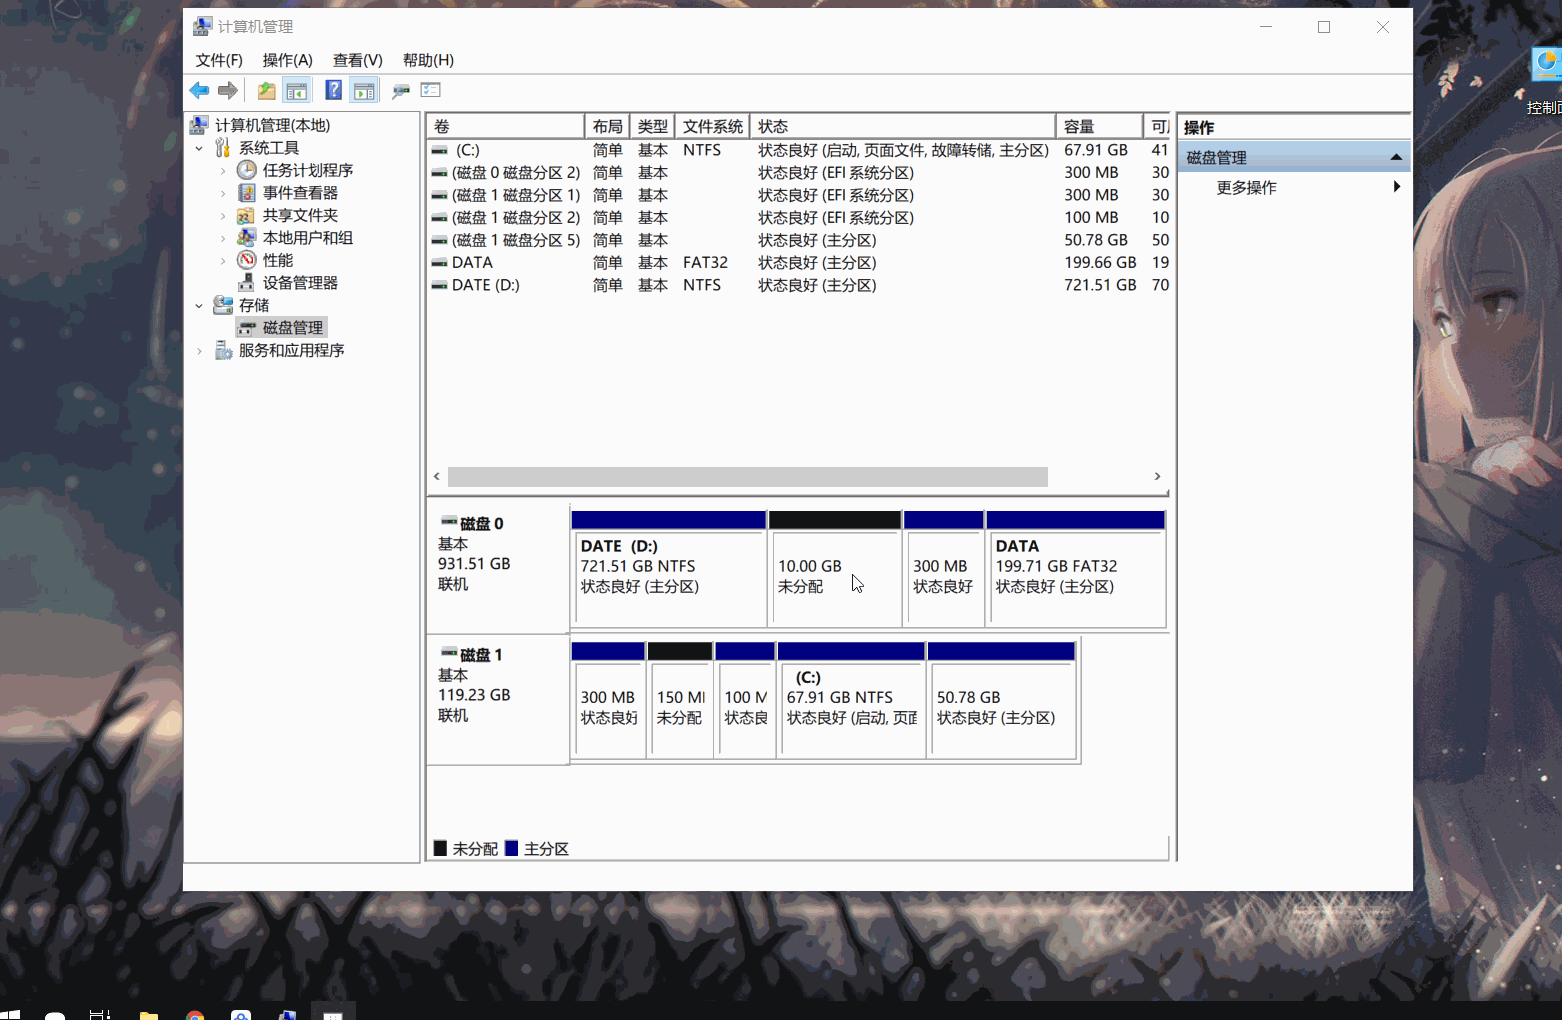 计算机管理
文件(F) 操作(A) 查看(V) 帮助(H)
计算机管理(本地)
系统工具
任务计划程序
事件查看器
共享文件夹
本地用户和组
性能
设备管理器
存储
磁盘管理
服务和应用程序
卷 布局 类型 文件系统 状态 容量 可
(C:) 简单 基本 NTFS 状态良好 (启动, 页面文件, 故障转储, 主分区) 67.91 GB 41
(磁盘 0 磁盘分区 2) 简单 基本 状态良好 (EFI 系统分区) 300 MB 30
(磁盘 1 磁盘分区 1) 简单 基本 状态良好 (EFI 系统分区) 300 MB 30
(磁盘 1 磁盘分区 2) 简单 基本 状态良好 (EFI 系统分区) 100 MB 10
(磁盘 1 磁盘分区 5) 简单 基本 状态良好 (主分区) 50.78 GB 50
DATA 简单 基本 FAT32 状态良好 (主分区) 199.66 GB 19
DATE (D:) 简单 基本 NTFS 状态良好 (主分区) 721.51 GB 70
磁盘 0
基本
931.51 GB
联机
DATE (D:)
721.51 GB NTFS
状态良好 (主分区)
10.00 GB
未分配
300 MB
状态良好
DATA
199.71 GB FAT32
状态良好 (主分区)
磁盘 1
基本
119.23 GB
联机
300 MB
状态良好
150 M
未分配
100 M
状态良
(C:)
67.91 GB NTFS
状态良好 (启动, 页面
50.78 GB
状态良好 (主分区)
未分配 主分区
操作
磁盘管理
更多操作
控制面